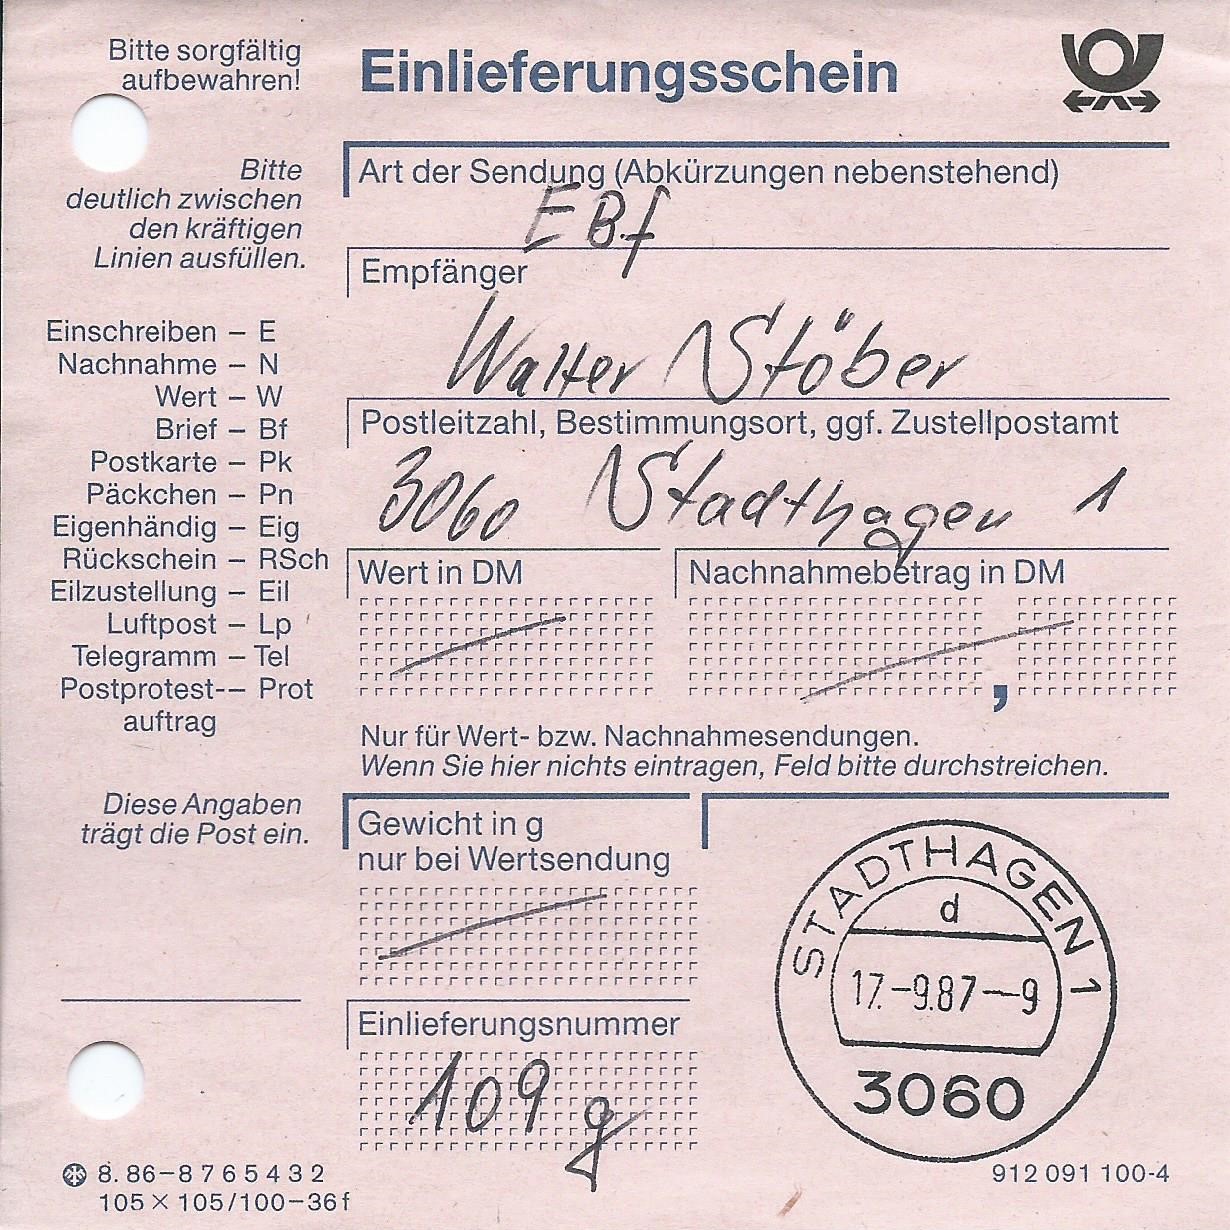 Bitte sorgfältig
aufbewahren!
Einlieferungsschein
Bitte
deutlich zwischen
den kräftigen
Linien ausfüllen.
Art der Sendung (Abkürzungen nebenstehend)
EBf
Empfänger
Walter Stöber
Postleitzahl, Bestimmungsort, ggf. Zustellpostamt
3060 Stadthagen 1
Einschreiben – E
Nachnahme – N
Wert – W
Brief – Bf
Postkarte – Pk
Päckchen – Pn
Eigenhändig – Eig
Rückschein – RSch
Eilzustellung – Eil
Luftpost – Lp
Telegramm – Tel
Postprotest-– Prot
auftrag
Wert in DM
Nachnahmebetrag in DM
,
Nur für Wert- bzw. Nachnahmesendungen.
Wenn Sie hier nichts eintragen, Feld bitte durchstreichen.
Diese Angaben
trägt die Post ein.
Gewicht in g
nur bei Wertsendung
Einlieferungsnummer
109 g
STADTHAGEN 1
d
17.-9.87-9
3060
8.86–8765432
105 × 105/100–36f
912 091 100-4